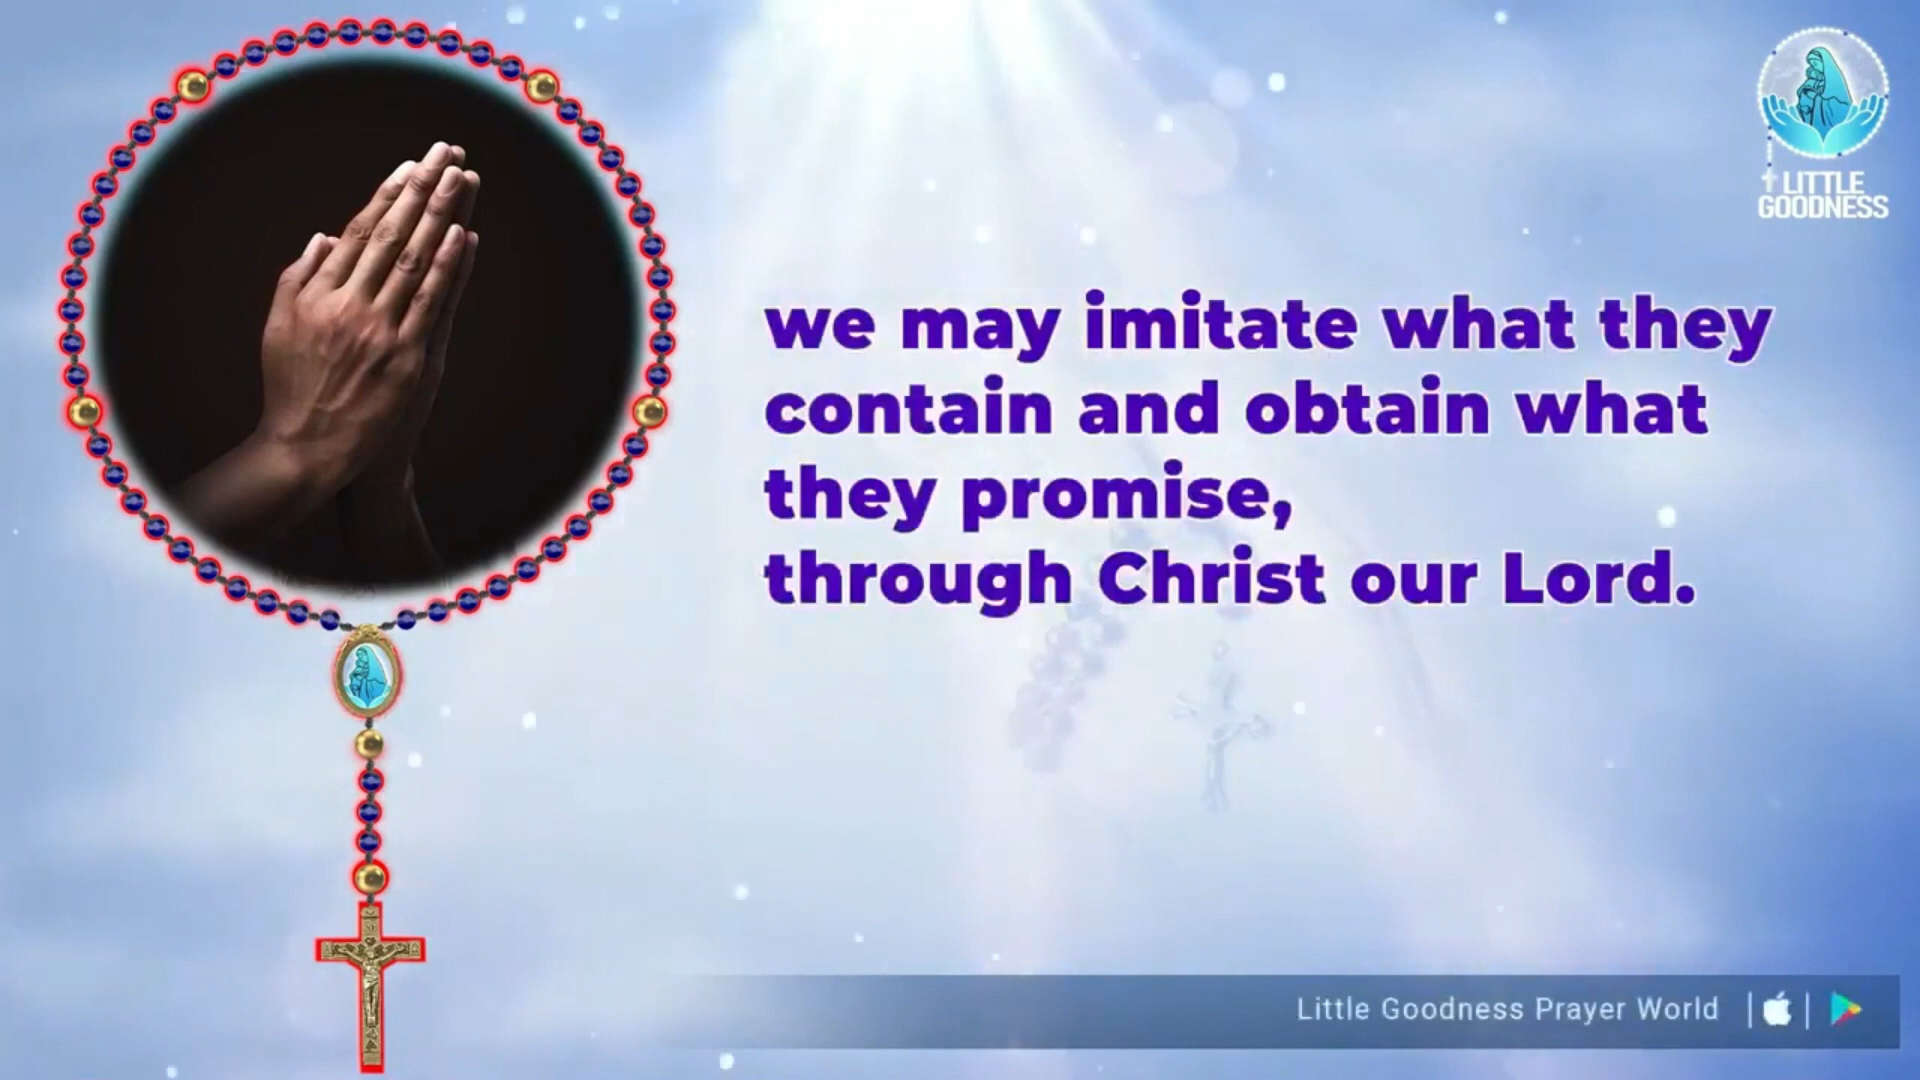 LITTLE
GOODNESS
we may imitate what they
contain and obtain what
they promise,
through Christ our Lord.
Little Goodness Prayer World